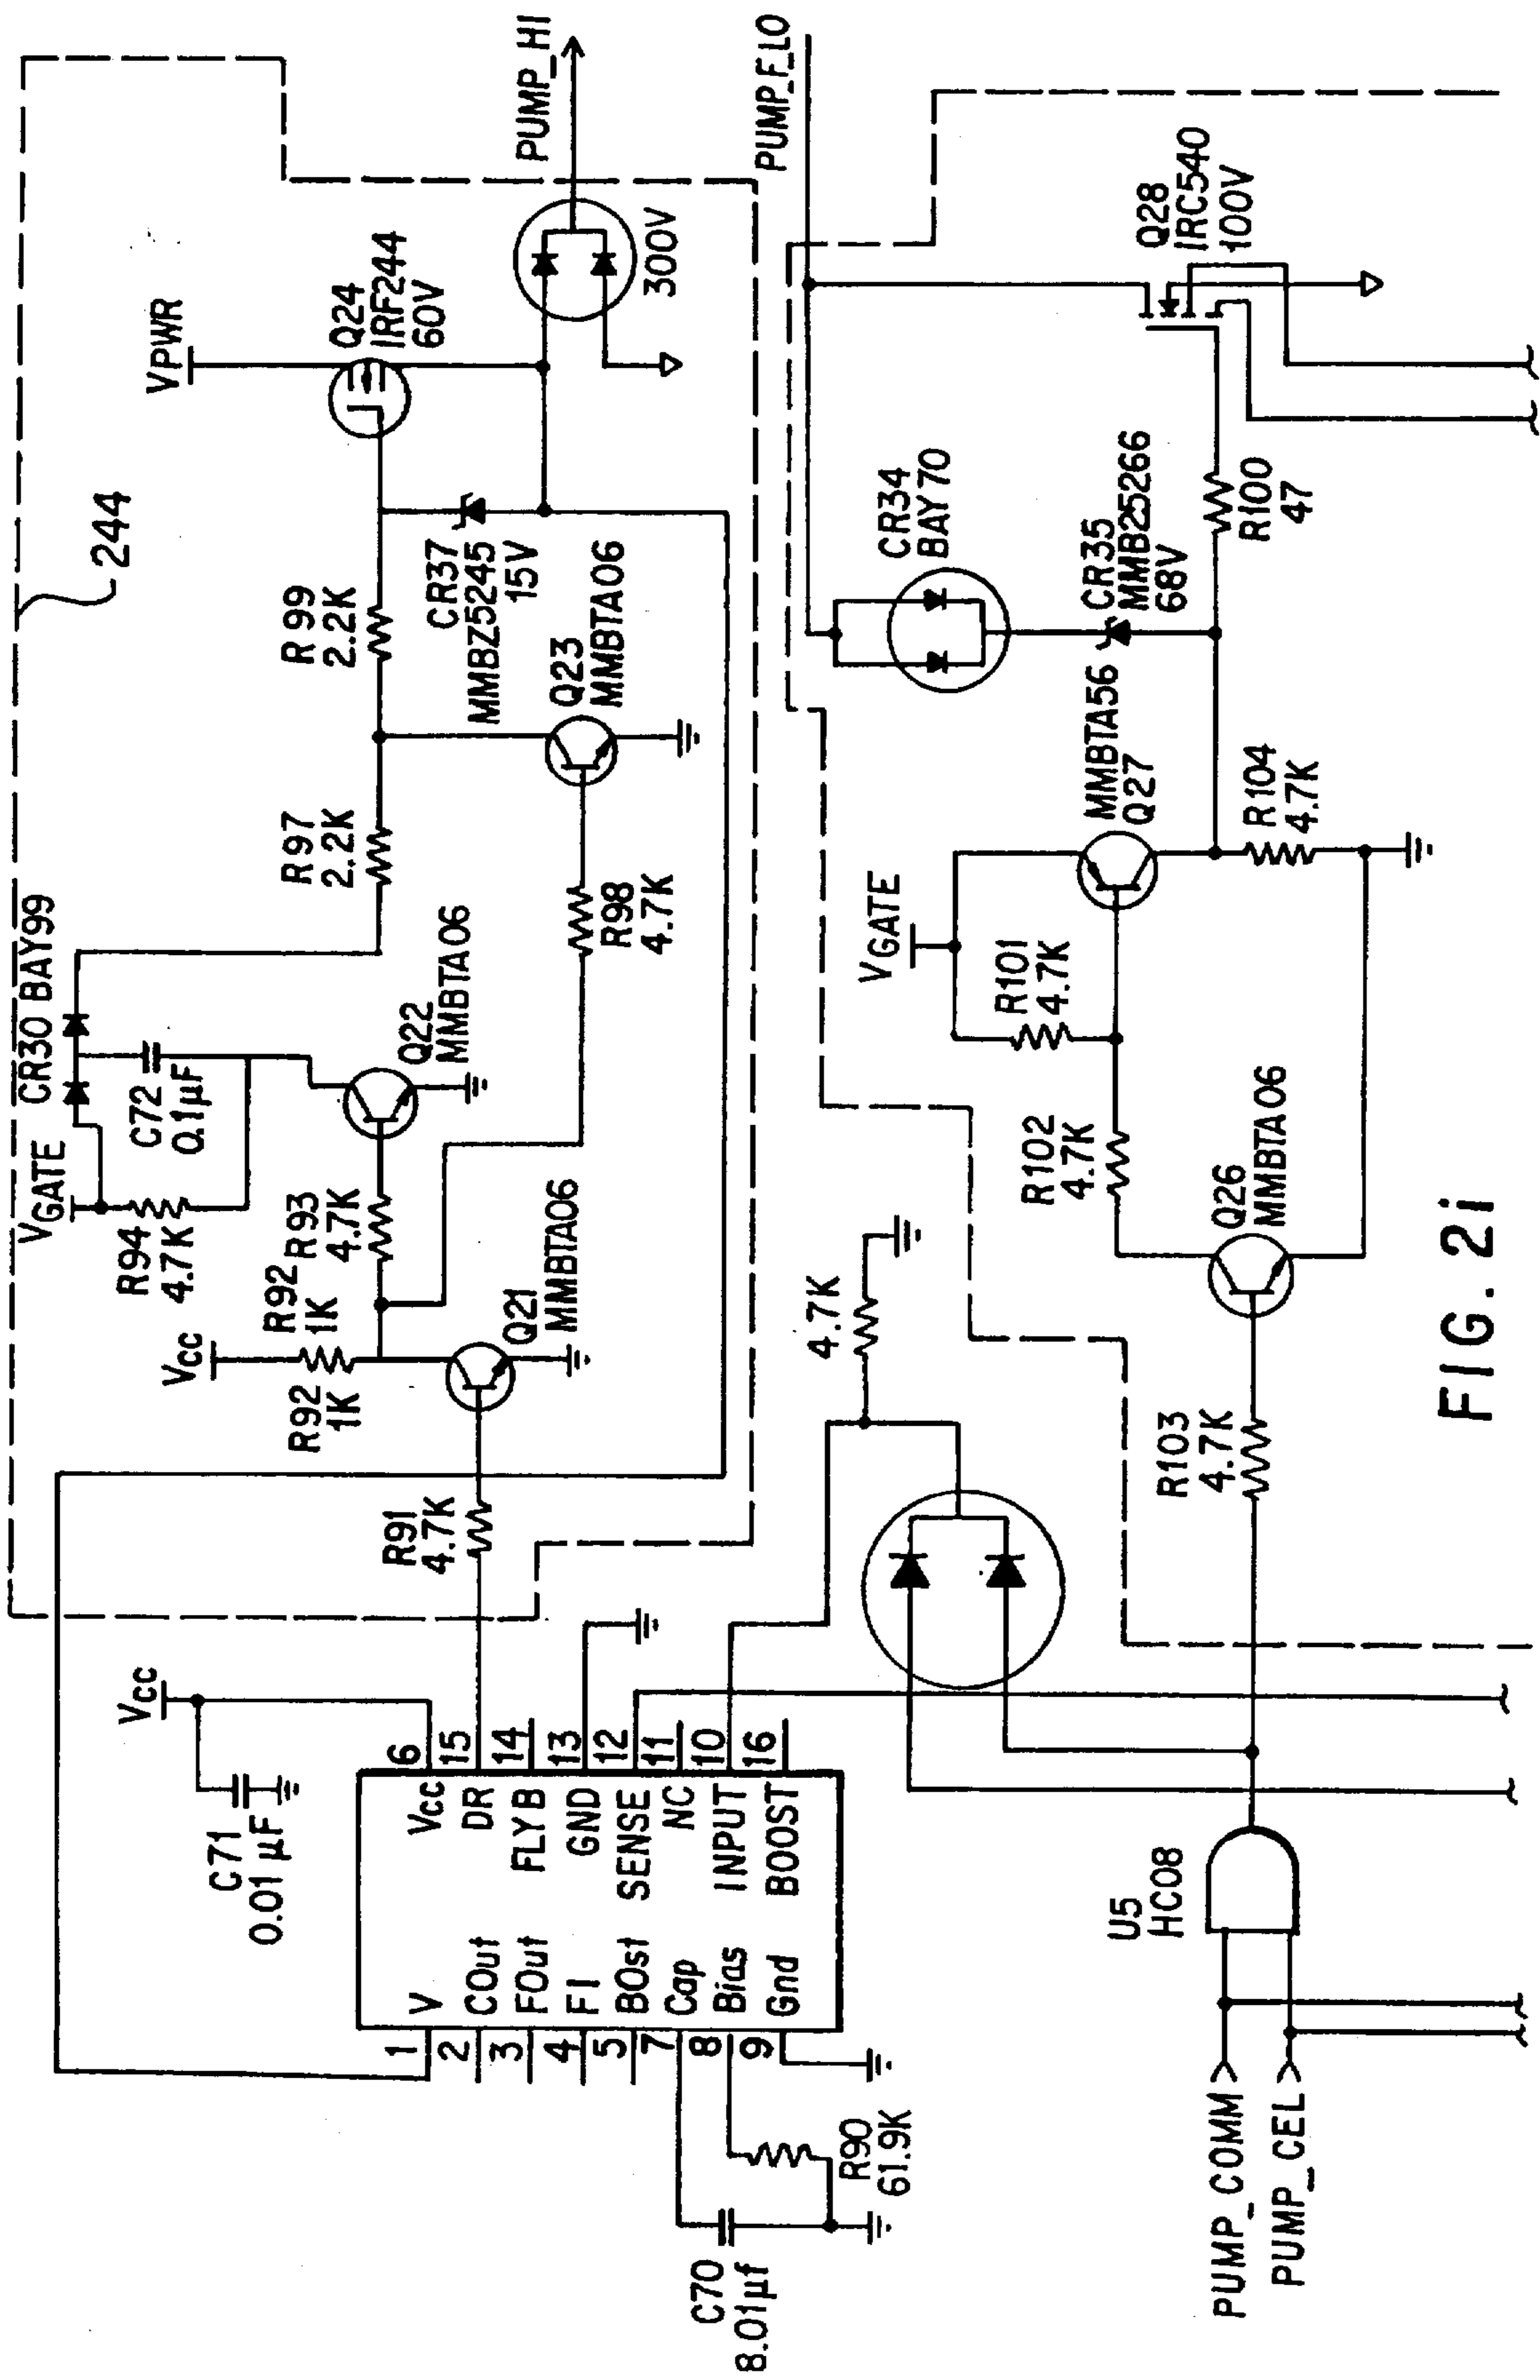 244
VPWR
Q24
IRF244
60V
PUMP_HI
300V
R99
2.2K
CR37
MMBZ5245
15V
Q23
MMBTA06
R97
2.2K
R98
4.7K
CR30 BAY99
VGATE
C72
0.1µF
R94
4.7K
Q22
MMBTA06
R93
4.7K
R92
1K
Vcc
R92
1K
Q21
MMBTA06
R91
4.7K
Vcc
C71
0.01 µF
6
15
14
13
12
11
10
16
Vcc
DR
FLYB
GND
SENSE
NC
INPUT
BOOST
V
COut
FOut
FI
BOst
Cap
Bias
Gnd
1
2
3
4
5
7
8
9
C70
8.01µf
R90
61.9K
4.7K
PUMP_F_LO
CR34
BAY70
CR35
MMB25266
68V
Q28
IRC540
100V
R100
47
MMBTA56
Q27
R104
4.7K
VGATE
R101
4.7K
R102
4.7K
Q26
MMBTA06
R103
4.7K
U5
HC08
PUMP_COMM
PUMP_CEL
FIG. 2i